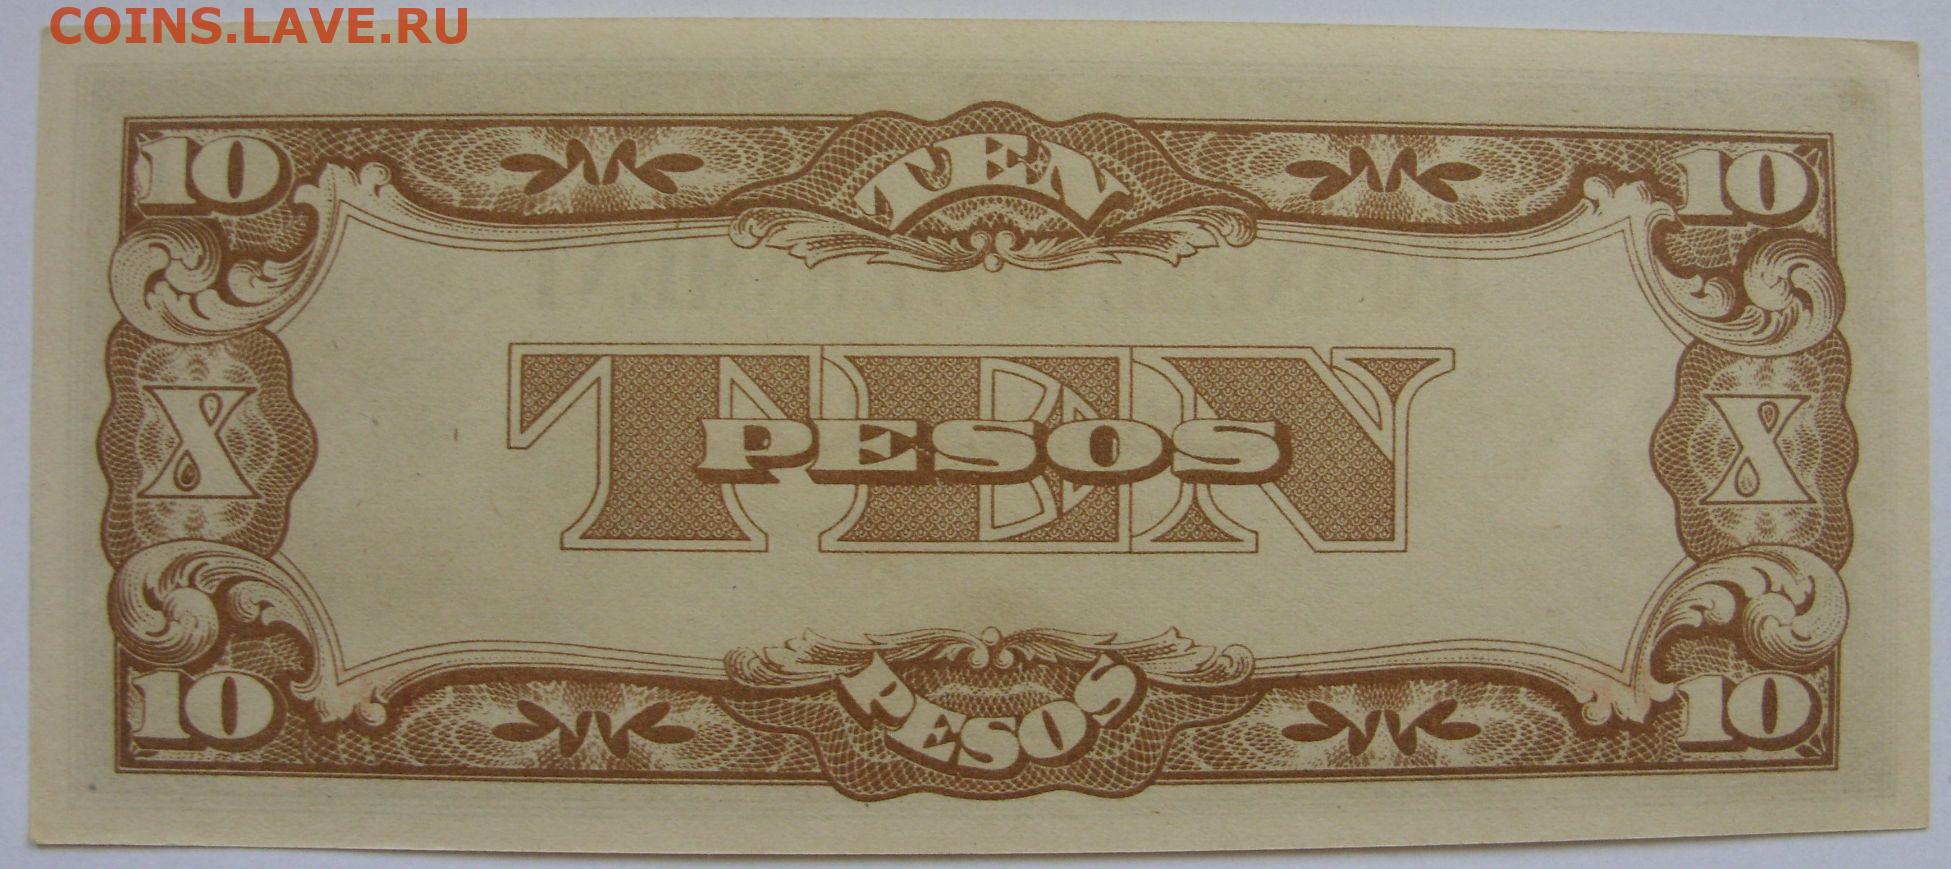 COINS.LAVE.RU
10 TEN 10
TEN
X PESOS X
10 PESOS 10